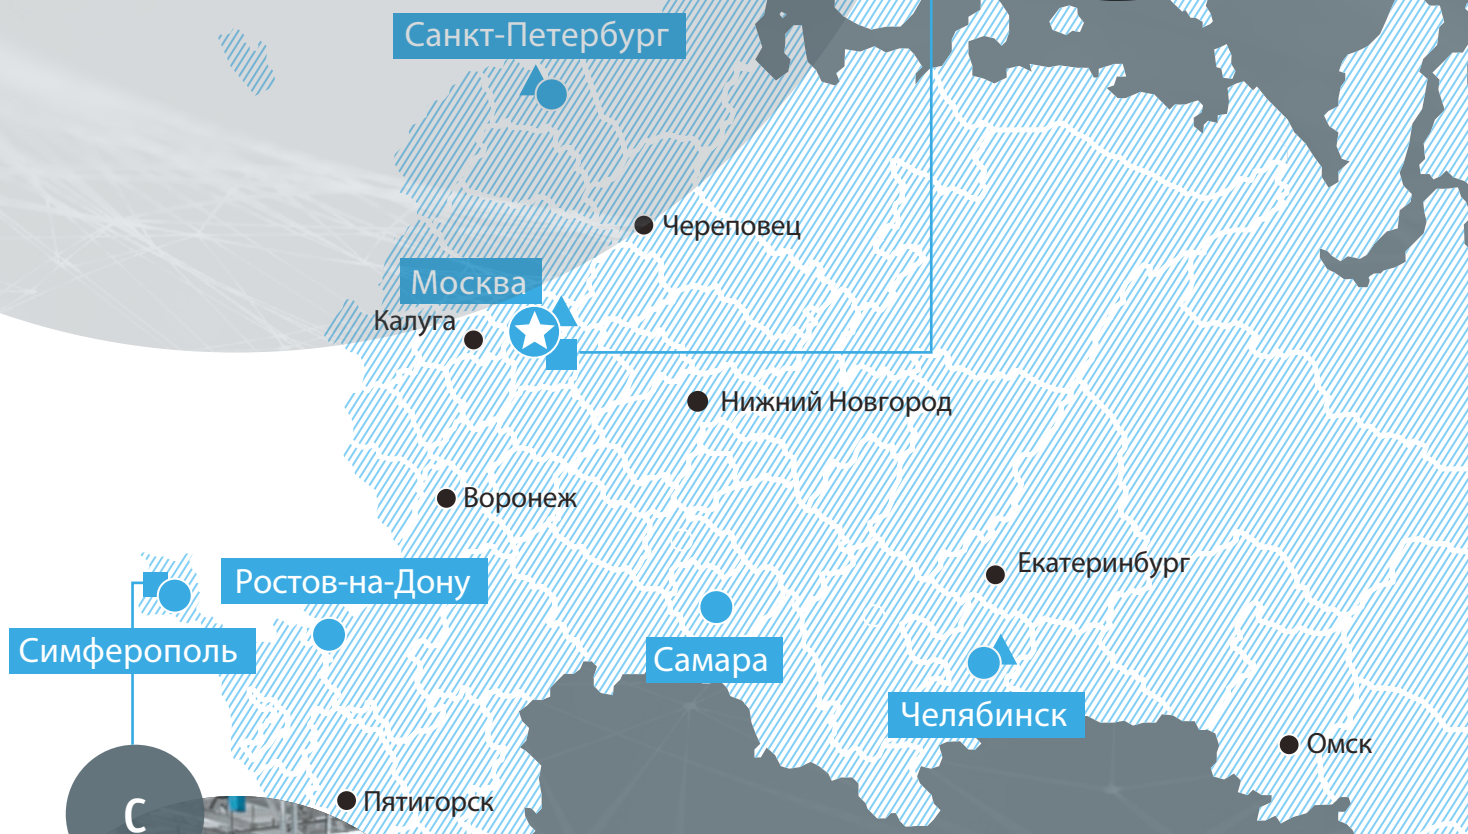 Санкт-Петербург
Череповец
Москва
Калуга
Нижний Новгород
Воронеж
Екатеринбург
Ростов-на-Дону
Симферополь
Самара
Челябинск
Омск
Пятигорск
С